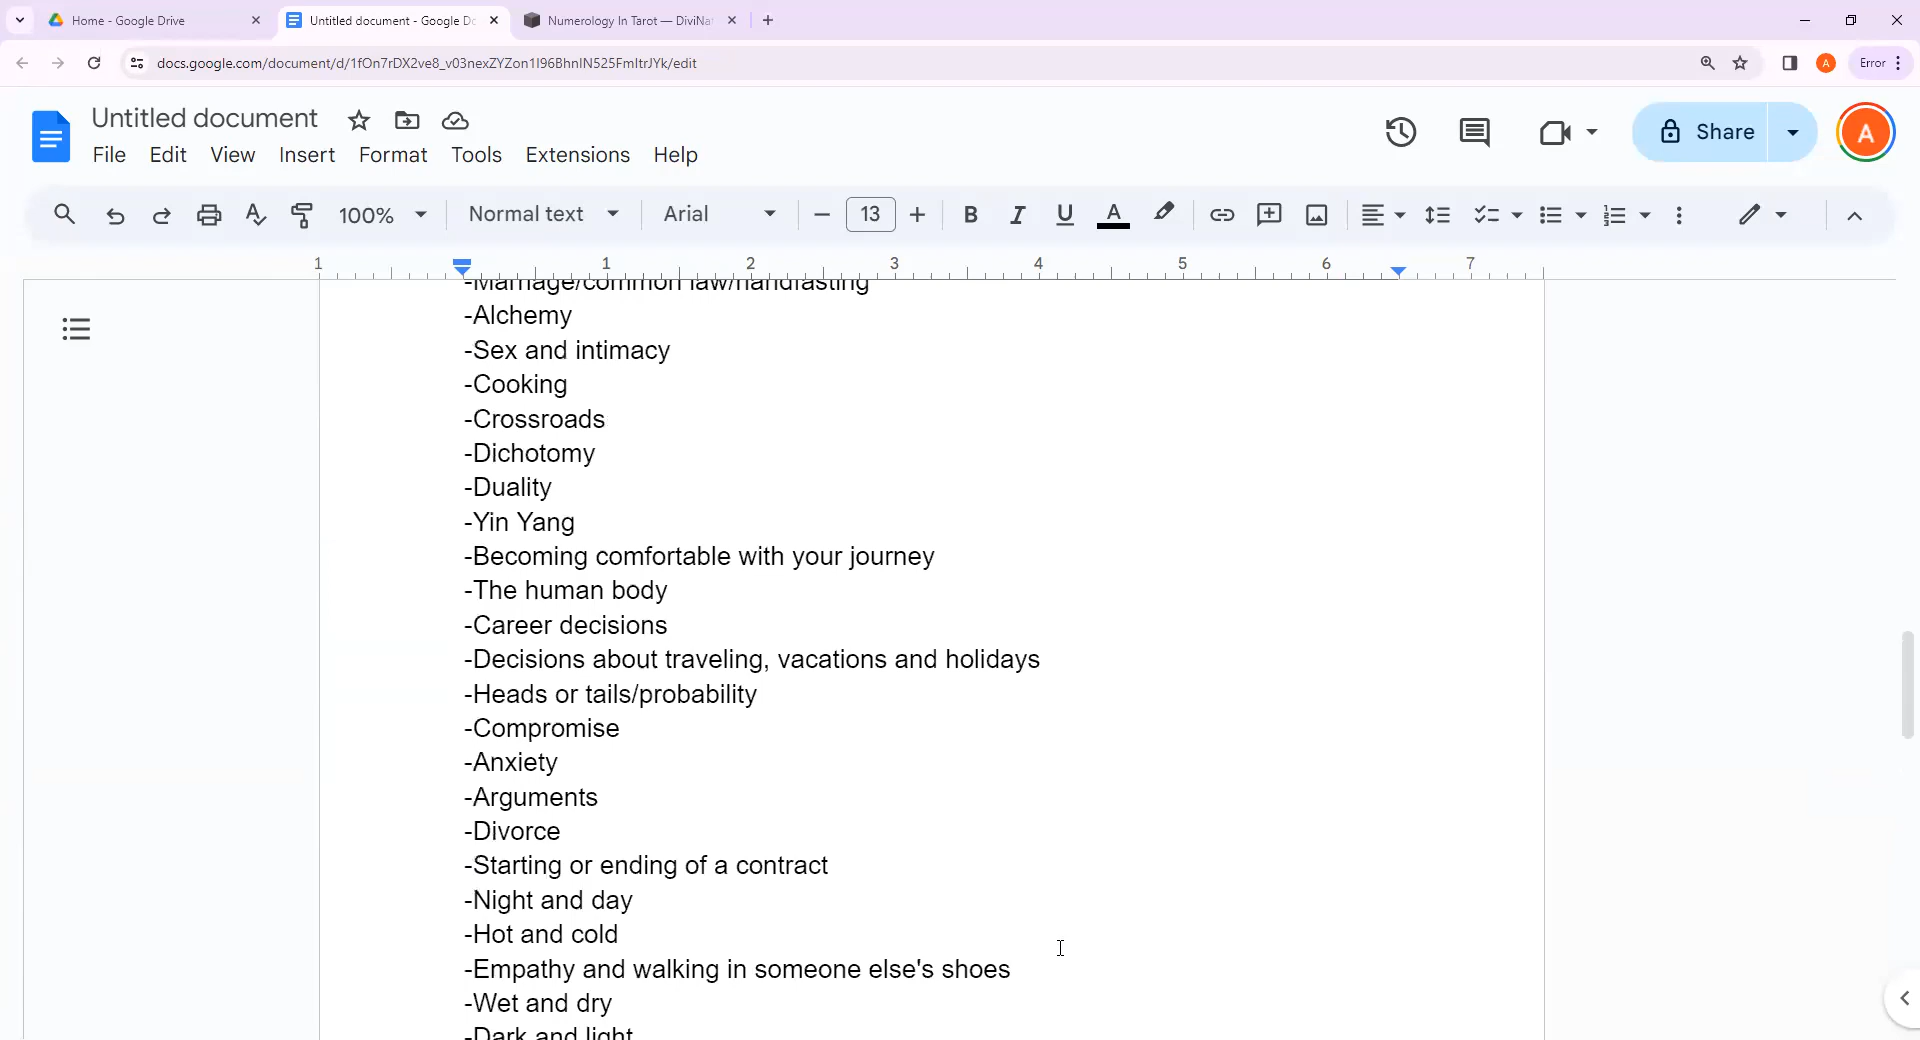 Home - Google Drive
Untitled document - Google Do
Numerology In Tarot — DiviNa
docs.google.com/document/d/1fOn7rDX2ve8_v03nexZYZon1I96BhnIN525FmItrJYk/edit
A
Error
Untitled document
File Edit View Insert Format Tools Extensions Help
Share
A
100% Normal text Arial 13 B I U A
1 1 2 3 4 5 6 7
-Marriage/common law/handfasting
-Alchemy
-Sex and intimacy
-Cooking
-Crossroads
-Dichotomy
-Duality
-Yin Yang
-Becoming comfortable with your journey
-The human body
-Career decisions
-Decisions about traveling, vacations and holidays
-Heads or tails/probability
-Compromise
-Anxiety
-Arguments
-Divorce
-Starting or ending of a contract
-Night and day
-Hot and cold
-Empathy and walking in someone else's shoes
-Wet and dry
-Dark and light